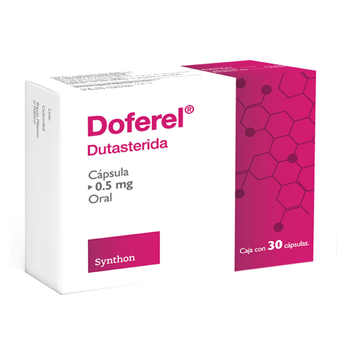 Doferel®
Dutasterida
Cápsula
▸0.5 mg
Oral
Synthon
Caja con 30 cápsulas.